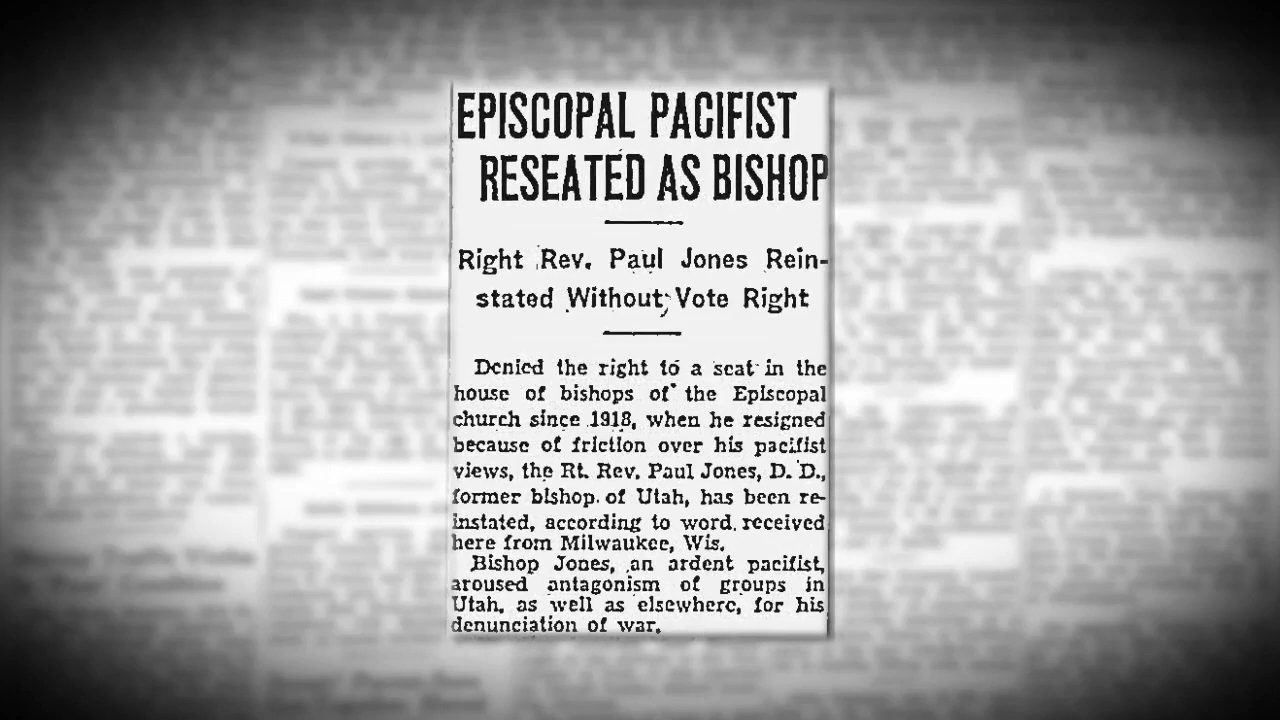 EPISCOPAL PACIFIST
RESEATED AS BISHOP
Right Rev. Paul Jones Rein-
stated Without Vote Right
Denied the right to a seat in the
house of bishops of the Episcopal
church since 1918, when he resigned
because of friction over his pacifist
views, the Rt. Rev. Paul Jones, D. D.,
former bishop of Utah, has been re-
instated, according to word received
here from Milwaukee, Wis.
Bishop Jones, an ardent pacifist,
aroused antagonism of groups in
Utah, as well as elsewhere, for his
denunciation of war.